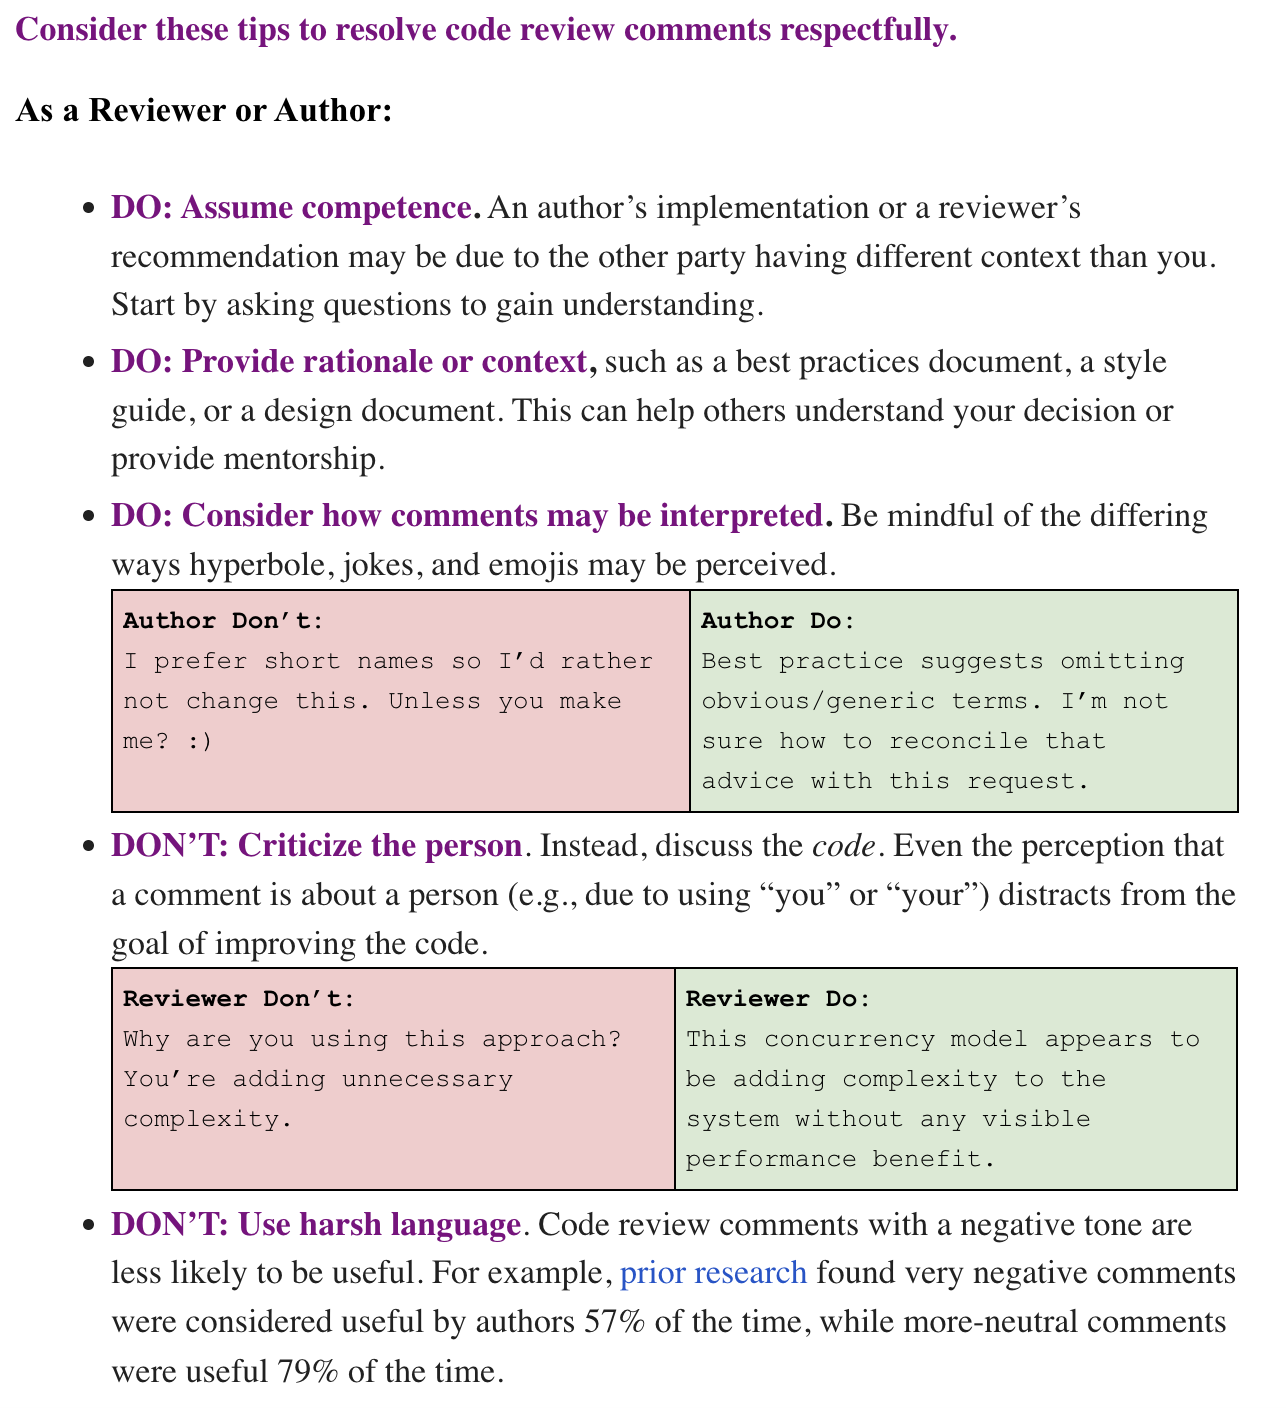 Consider these tips to resolve code review comments respectfully.
As a Reviewer or Author:
• DO: Assume competence. An author’s implementation or a reviewer’s
recommendation may be due to the other party having different context than you.
Start by asking questions to gain understanding.
• DO: Provide rationale or context, such as a best practices document, a style
guide, or a design document. This can help others understand your decision or
provide mentorship.
• DO: Consider how comments may be interpreted. Be mindful of the differing
ways hyperbole, jokes, and emojis may be perceived.
Author Don’t:
I prefer short names so I’d rather
not change this. Unless you make
me? :)
Author Do:
Best practice suggests omitting
obvious/generic terms. I’m not
sure how to reconcile that
advice with this request.
• DON’T: Criticize the person. Instead, discuss the code. Even the perception that
a comment is about a person (e.g., due to using “you” or “your”) distracts from the
goal of improving the code.
Reviewer Don’t:
Why are you using this approach?
You’re adding unnecessary
complexity.
Reviewer Do:
This concurrency model appears to
be adding complexity to the
system without any visible
performance benefit.
• DON’T: Use harsh language. Code review comments with a negative tone are
less likely to be useful. For example, prior research found very negative comments
were considered useful by authors 57% of the time, while more-neutral comments
were useful 79% of the time.